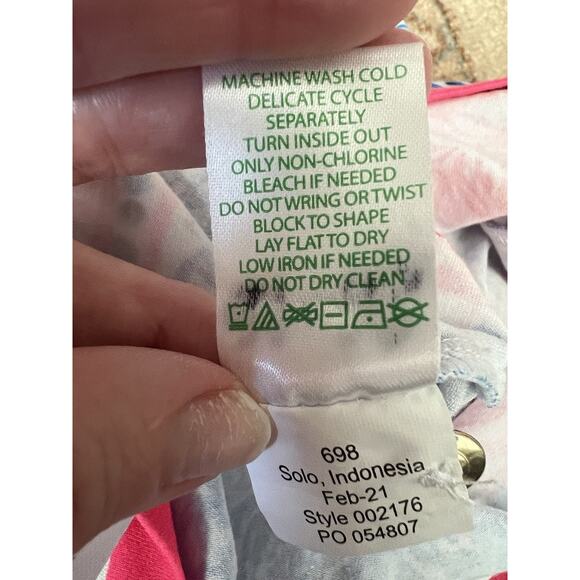 MACHINE WASH COLD
DELICATE CYCLE
SEPARATELY
TURN INSIDE OUT
ONLY NON-CHLORINE
BLEACH IF NEEDED
DO NOT WRING OR TWIST
BLOCK TO SHAPE
LAY FLAT TO DRY
LOW IRON IF NEEDED
DO NOT DRY CLEAN
698
Solo, Indonesia
Feb-21
Style 002176
PO 054807